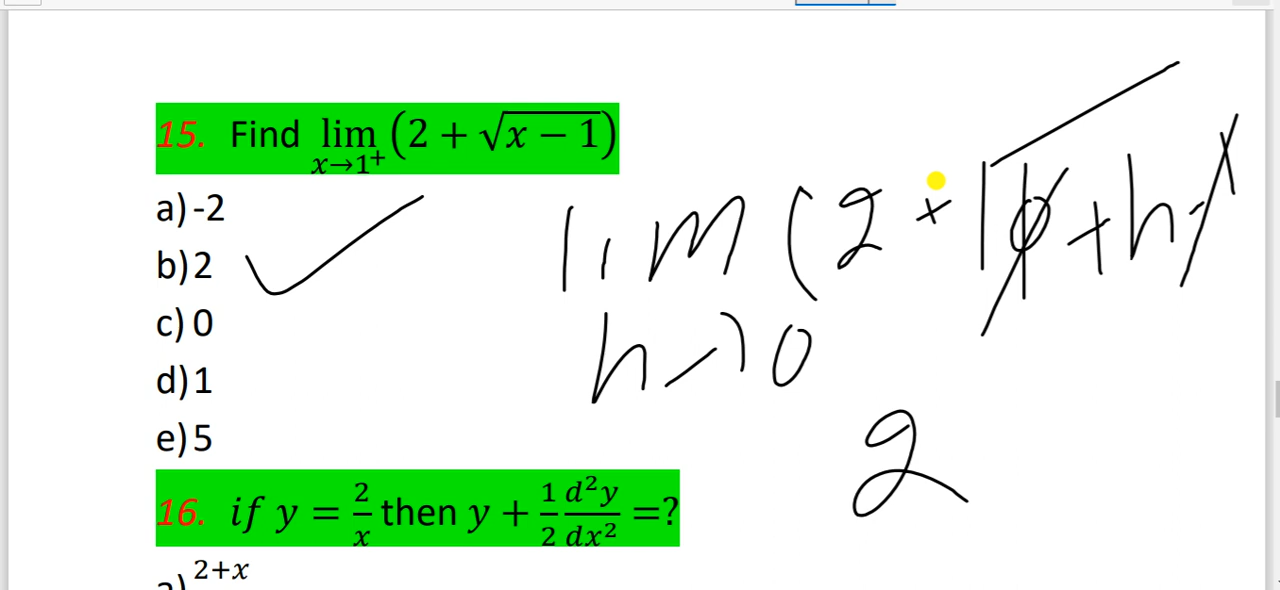 15. Find lim x→1⁺ (2 + √(x − 1))
a) -2
b) 2
c) 0
d) 1
e) 5
lim (2 + √(1 + h - 1
h → 0
2
16. if y = 2/x then y + 1/2 d²y/dx² =?
a) 2+x